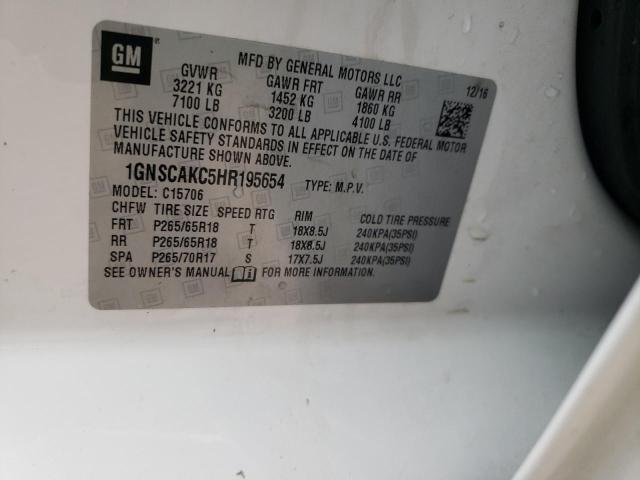 GM
MFD BY GENERAL MOTORS LLC
GVWR GAWR FRT GAWR RR 12/16
3221 KG 1452 KG 1860 KG
7100 LB 3200 LB 4100 LB
THIS VEHICLE CONFORMS TO ALL APPLICABLE U.S. FEDERAL MOTOR
VEHICLE SAFETY STANDARDS IN EFFECT ON THE DATE OF
MANUFACTURE SHOWN ABOVE.
1GNSCAKC5HR195654 TYPE: M.P.V.
MODEL: C15706
CHFW TIRE SIZE SPEED RTG RIM COLD TIRE PRESSURE
FRT P265/65R18 T 18X8.5J 240KPA(35PSI)
RR P265/65R18 T 18X8.5J 240KPA(35PSI)
SPA P265/70R17 S 17X7.5J 240KPA(35PSI)
SEE OWNER'S MANUAL FOR MORE INFORMATION